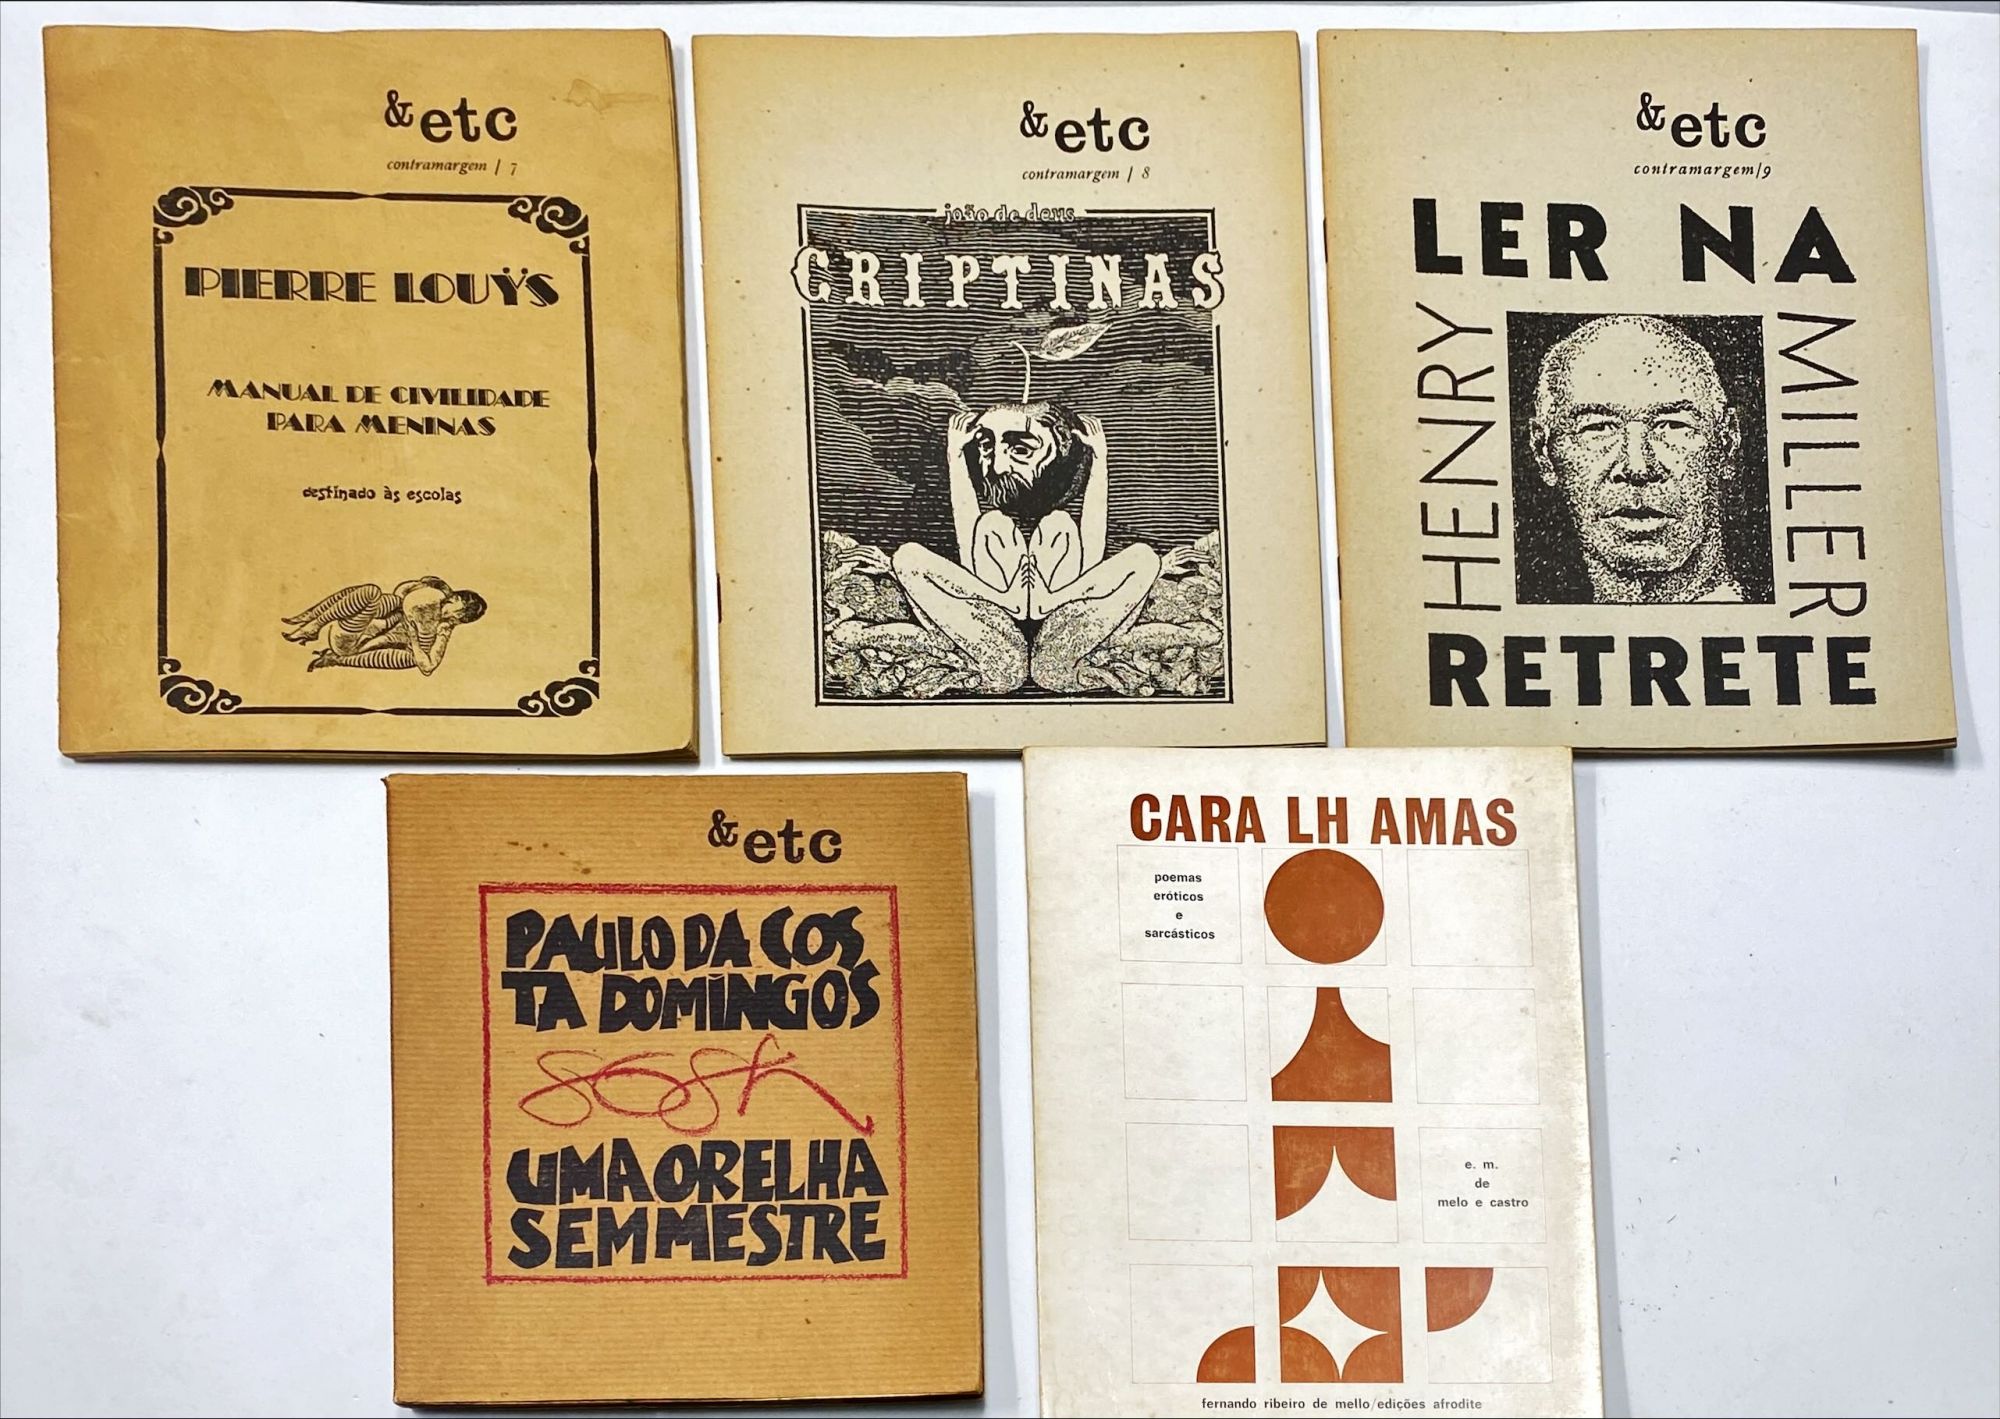 & etc
contramargem / 7
PIERRE LOUŸS
MANUAL DE CIVILIDADE
PARA MENINAS
destinado às escolas
& etc
contramargem / 8
joão de deus
CRIPTINAS
& etc
contramargem/9
LER NA
HENRY
MILLER
RETRETE
& etc
PAULO DA COS
TA DOMINGOS
UMA ORELHA
SEM MESTRE
CARA LH AMAS
poemas
eróticos
e
sarcásticos
e. m.
de
melo e castro
fernando ribeiro de mello/edições afrodite